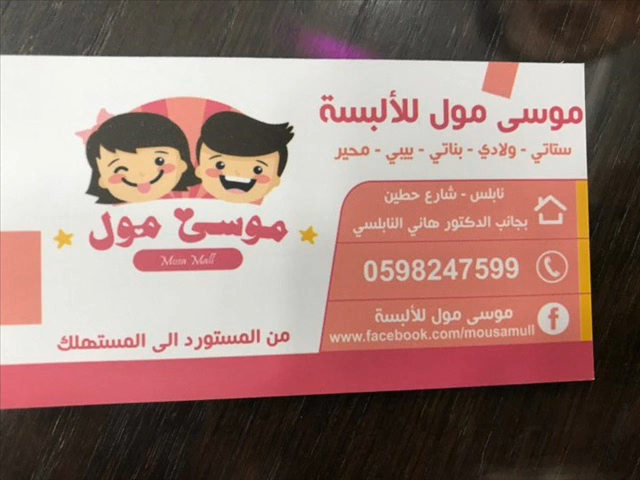 موسى مول للألبسة
ستاتي - ولادي - بناتي - بيبي - محير
نابلس - شارع حطين
بجانب الدكتور هاني النابلسي
0598247599
موسى مول للألبسة
www.facebook.com/mousamull
موسى مول
Mosa Mall
من المستورد الى المستهلك